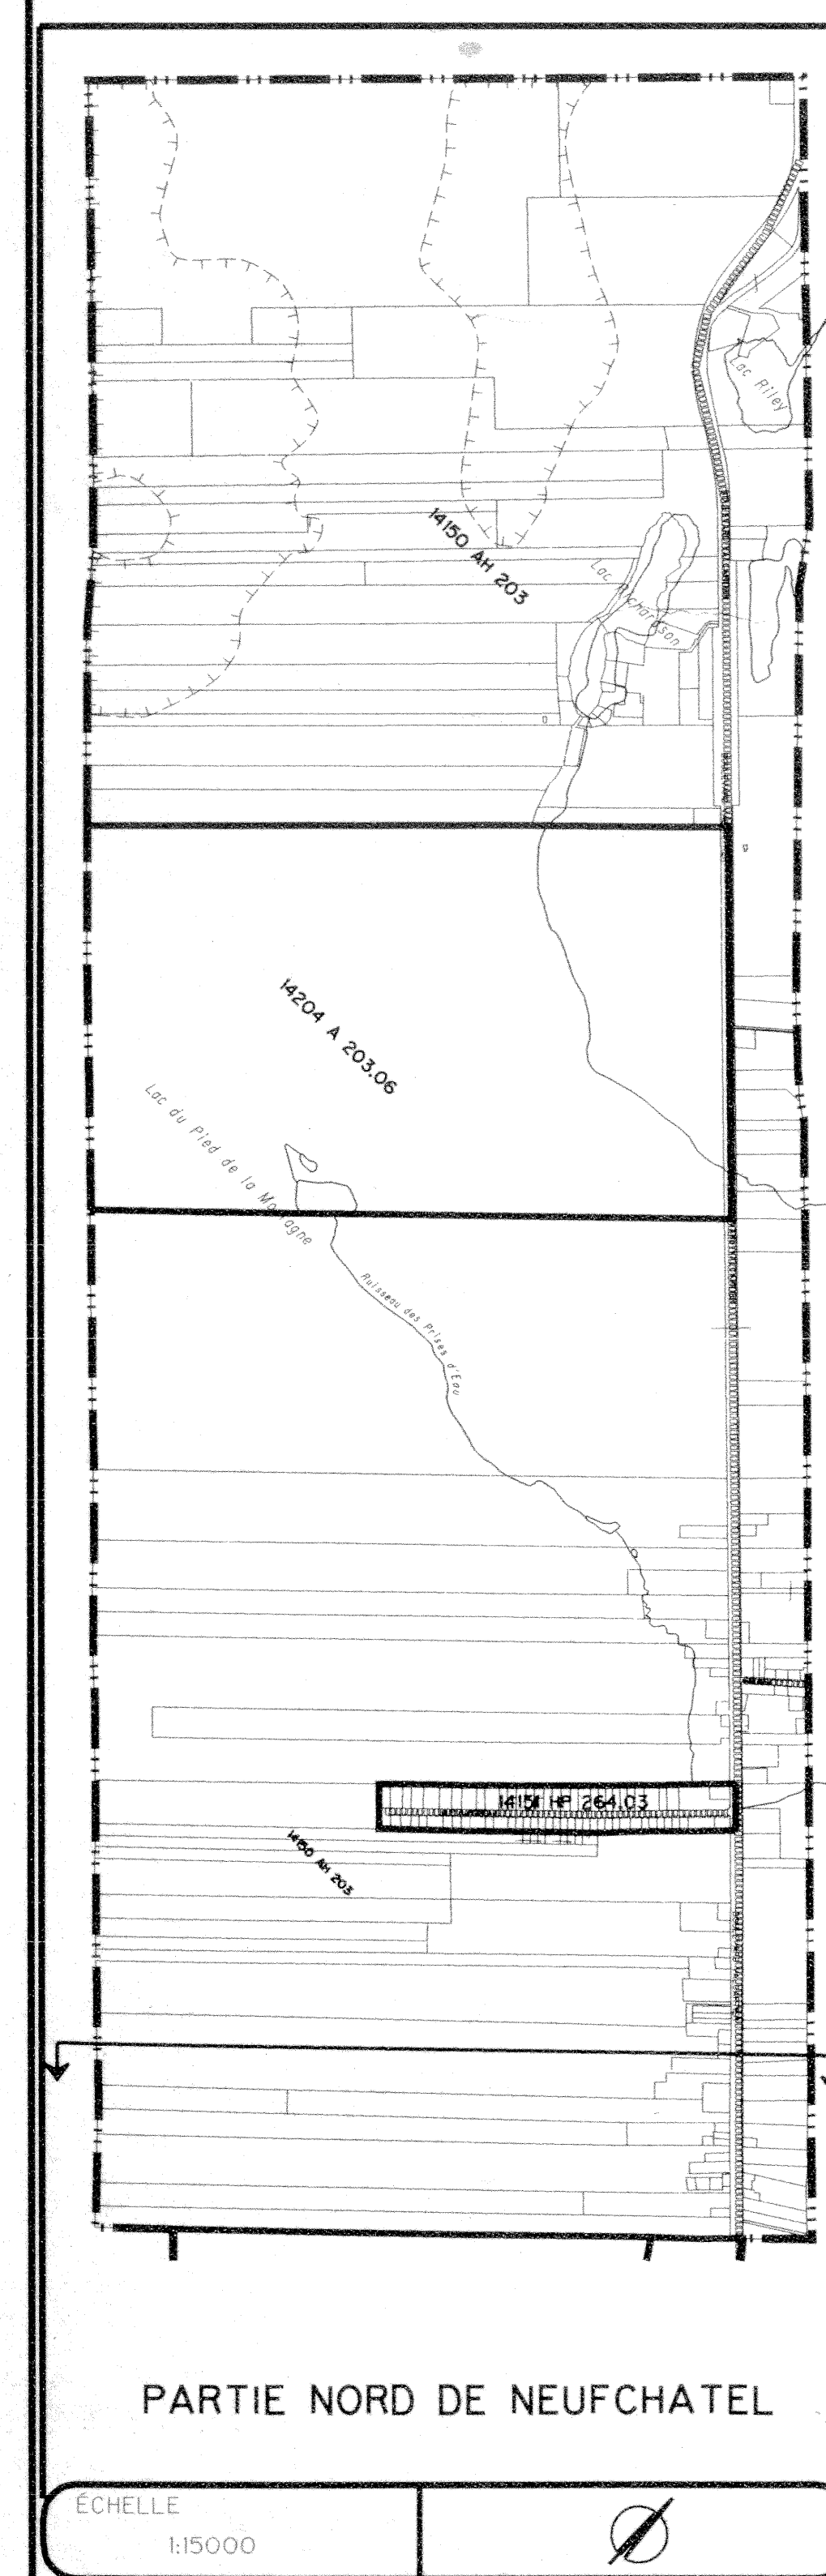 Lac Riley
14150 AH 203
Lac Richardson
14204 A 203.06
Lac du Pied de la Montagne
Ruisseau des Prises d'Eau
14151 HP 264.03
14150 AH 203
PARTIE NORD DE NEUFCHATEL
ÉCHELLE
1:15000